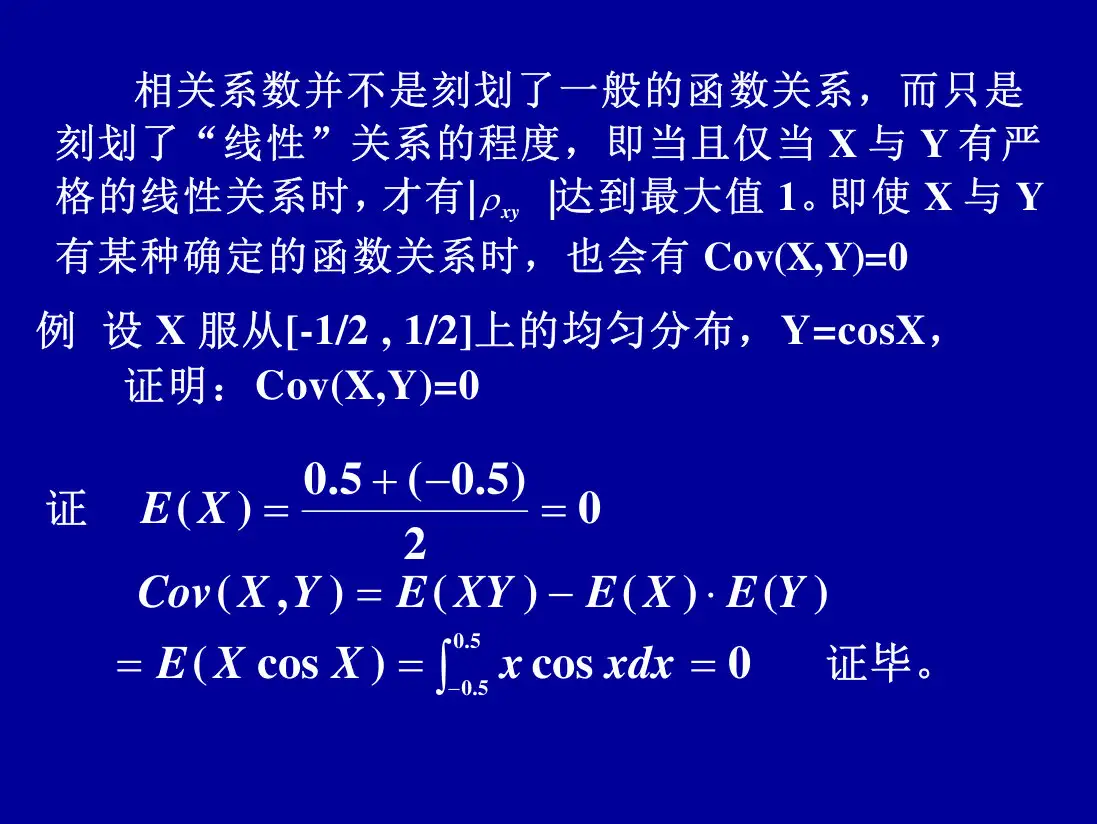 相关系数并不是刻划了一般的函数关系，而只是
刻划了“线性”关系的程度，即当且仅当 X 与 Y 有严
格的线性关系时，才有|ρxy |达到最大值 1。即使 X 与 Y
有某种确定的函数关系时，也会有 Cov(X,Y)=0
例 设 X 服从[-1/2 , 1/2]上的均匀分布，Y=cosX，
证明：Cov(X,Y)=0
证 E(X) = \frac{0.5 + (−0.5)}{2} = 0
Cov(X,Y) = E(XY) − E(X)·E(Y)
= E(X cos X) = ∫_{−0.5}^{0.5} x cos xdx = 0 证毕。